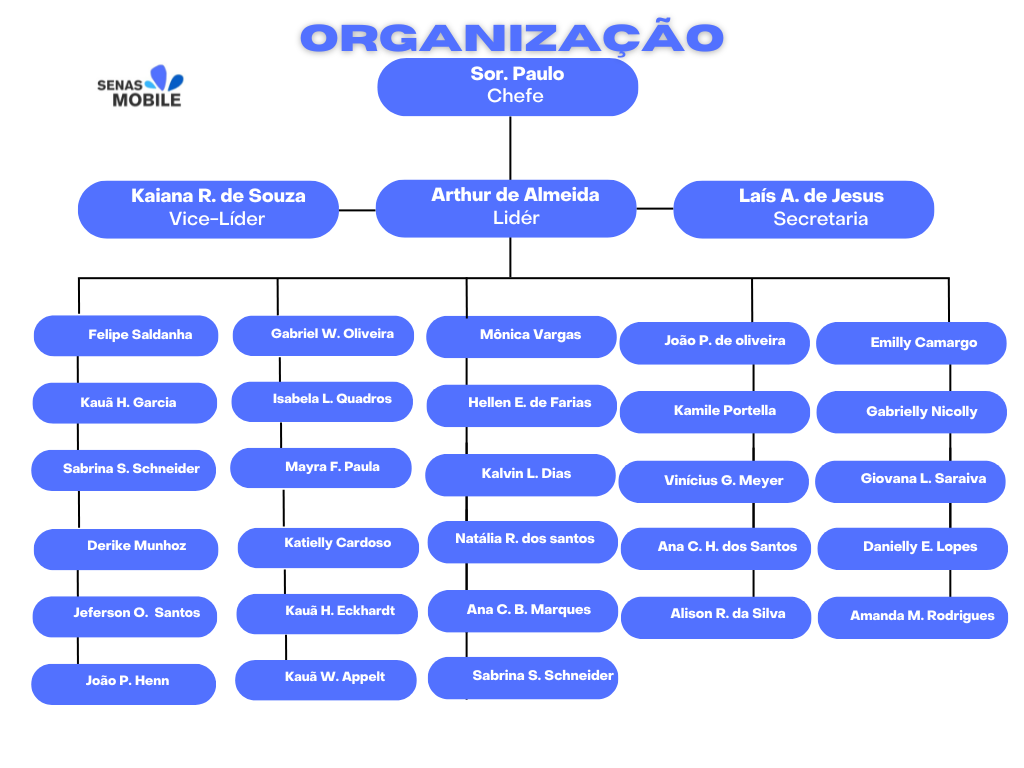 ORGANIZAÇÃO
SENAS
MOBILE
Sor. Paulo
Chefe
Kaiana R. de Souza
Vice-Líder
Arthur de Almeida
Lidér
Laís A. de Jesus
Secretaria
Felipe Saldanha
Kauã H. Garcia
Sabrina S. Schneider
Derike Munhoz
Jeferson O.  Santos
João P. Henn
Gabriel W. Oliveira
Isabela L. Quadros
Mayra F. Paula
Katielly Cardoso
Kauã H. Eckhardt
Kauã W. Appelt
Mônica Vargas
Hellen E. de Farias
Kalvin L. Dias
Natália R. dos santos
Ana C. B. Marques
Sabrina S. Schneider
João P. de oliveira
Kamile Portella
Vinícius G. Meyer
Ana C. H. dos Santos
Alison R. da Silva
Emilly Camargo
Gabrielly Nicolly
Giovana L. Saraiva
Danielly E. Lopes
Amanda M. Rodrigues